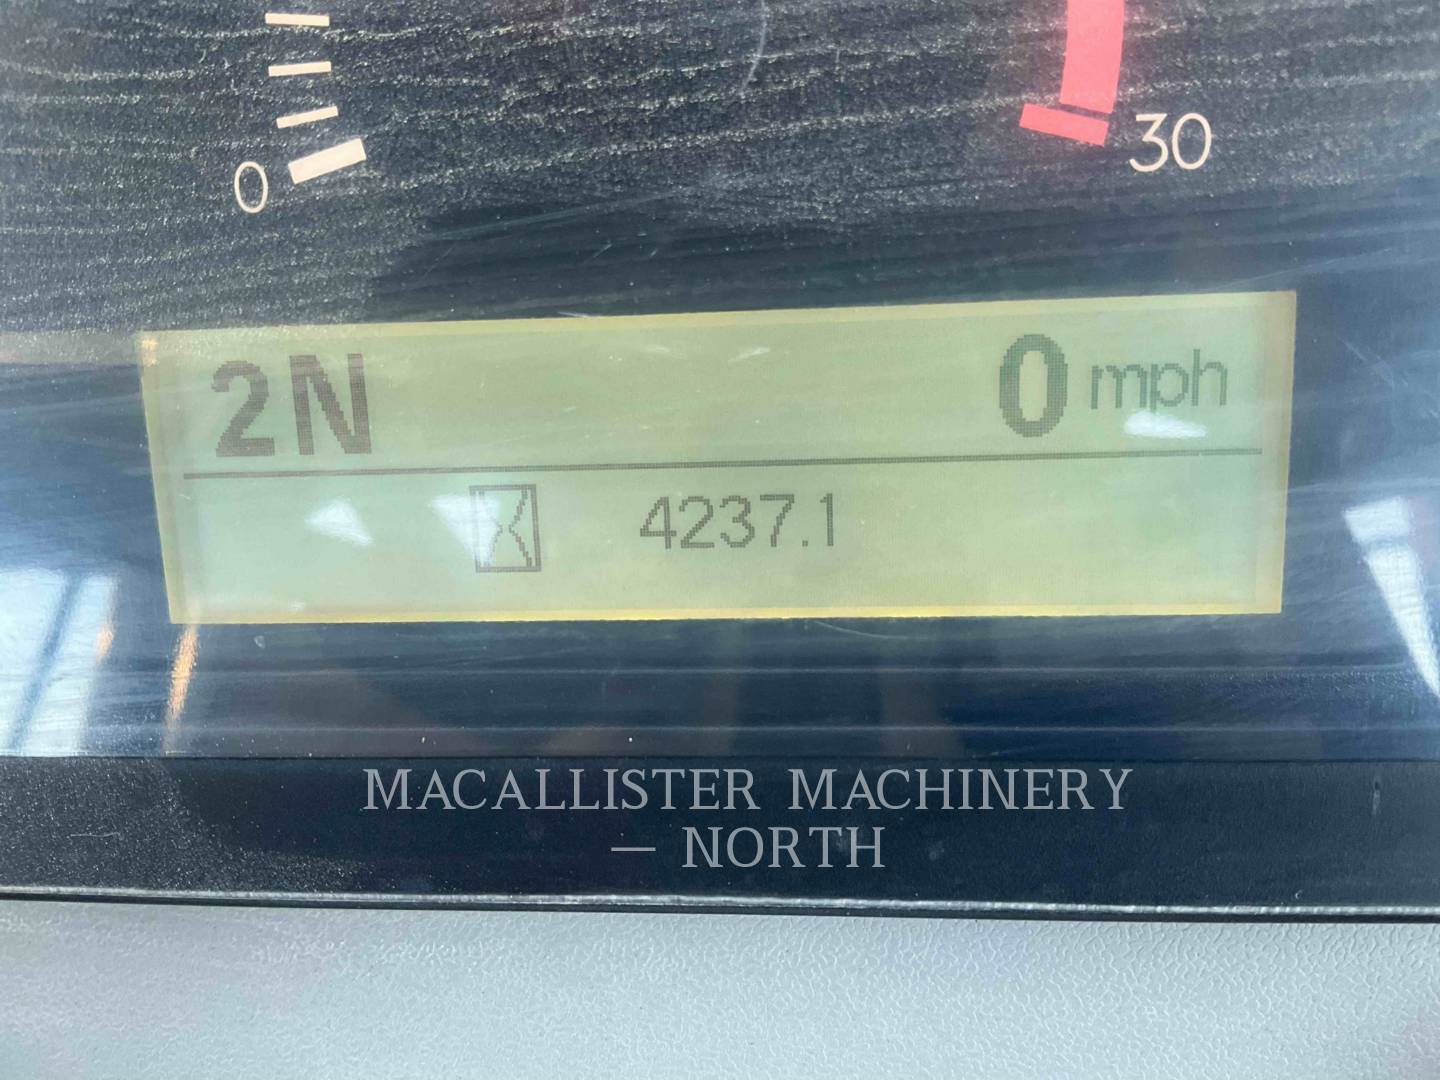 0
30
2N 0 mph
4237.1
MACALLISTER MACHINERY
— NORTH